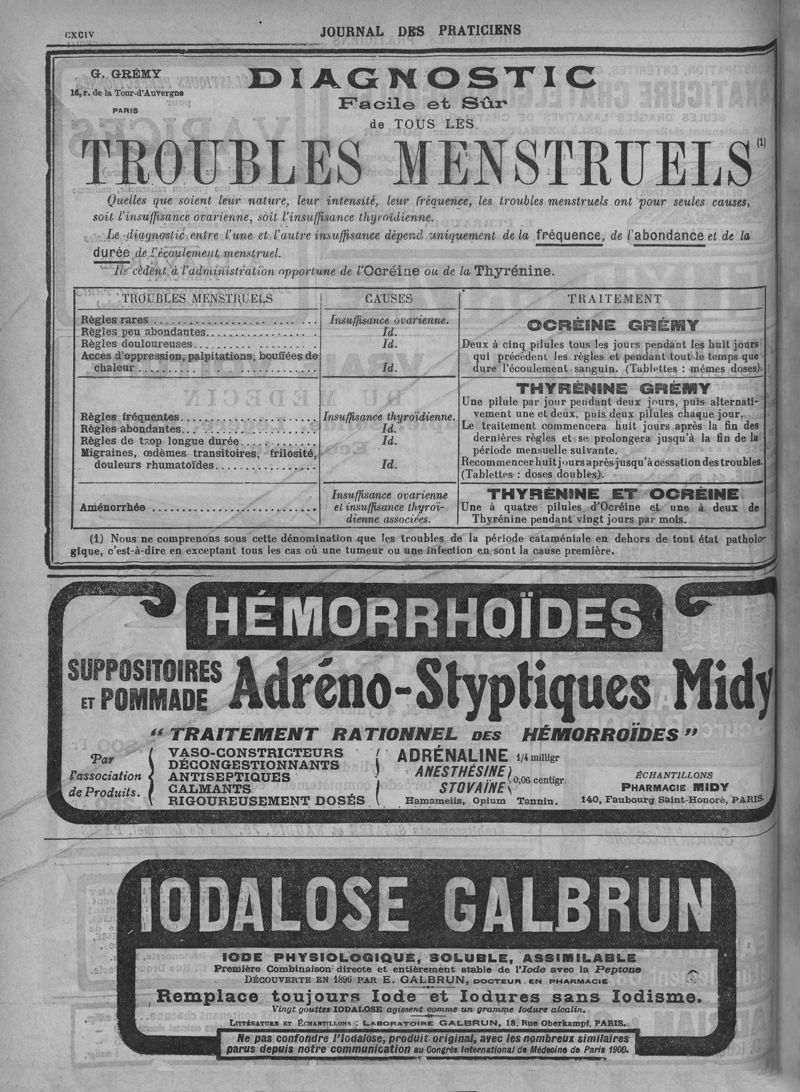 CXCIV
JOURNAL DES PRATICIENS
G. GRÉMY
16, r. de la Tour-d'Auvergne
PARIS
DIAGNOSTIC
Facile et Sûr
de TOUS LES
TROUBLES MENSTRUELS (1)
Quelles que soient leur nature, leur intensité, leur fréquence, les troubles menstruels ont pour seules causes,
soit l'insuffisance ovarienne, soit l'insuffisance thyroïdienne.
Le diagnostic entre l'une et l'autre insuffisance dépend uniquement de la fréquence, de l'abondance et de la
durée de l'écoulement menstruel.
Ils cèdent à l'administration opportune de l'Ocréine ou de la Thyrénine.
TROUBLES MENSTRUELS
CAUSES
TRAITEMENT
Règles rares
Insuffisance ovarienne.
Règles peu abondantes
Id.
Règles douloureuses
Id.
Accès d'oppression, palpitations, bouffées de
chaleur
Id.
OCRÉINE GRÉMY
Deux à cinq pilules tous les jours pendant les huit jours
qui précèdent les règles et pendant tout le temps que
dure l'écoulement sanguin. (Tablettes : mêmes doses).
Règles fréquentes
Insuffisance thyroïdienne.
Règles abondantes
Id.
Règles de trop longue durée
Id.
Migraines, œdèmes transitoires, frilosité,
douleurs rhumatoïdes
Id.
THYRÉNINE GRÉMY
Une pilule par jour pendant deux jours, puis alternati-
vement une et deux, puis deux pilules chaque jour.
Le traitement commencera huit jours après la fin des
dernières règles et se prolongera jusqu'à la fin de la
période mensuelle suivante.
Recommencer huit jours après jusqu'à cessation des troubles.
(Tablettes : doses doubles).
Aménorrhée
Insuffisance ovarienne
et insuffisance thyroï-
dienne associées.
THYRÉNINE ET OCRÉINE
Une à quatre pilules d'Ocréine et une à deux de
Thyrénine pendant vingt jours par mois.
(1) Nous ne comprenons sous cette dénomination que les troubles de la période cataméniale en dehors de tout état patholo-
gique, c'est-à-dire en exceptant tous les cas où une tumeur ou une infection en sont la cause première.
HÉMORRHOÏDES
SUPPOSITOIRES
ET POMMADE
Adréno-Styptiques Midy
“ TRAITEMENT RATIONNEL DES HÉMORROÏDES ”
Par
l'association
de Produits.
VASO-CONSTRICTEURS
DÉCONGESTIONNANTS
ANTISEPTIQUES
CALMANTS
RIGOUREUSEMENT DOSÉS
ADRÉNALINE 1/4 milligr
ANESTHÉSINE
STOVAÏNE
0,06 centigr.
Hamamelis, Opium Tannin.
ÉCHANTILLONS
PHARMACIE MIDY
140, Faubourg Saint-Honoré, PARIS
IODALOSE GALBRUN
IODE PHYSIOLOGIQUE, SOLUBLE, ASSIMILABLE
Première Combinaison directe et entièrement stable de l'Iode avec la Peptone
DÉCOUVERTE EN 1896 PAR E. GALBRUN, DOCTEUR EN PHARMACIE
Remplace toujours Iode et Iodures sans Iodisme.
Vingt gouttes IODALOSE agissent comme un gramme Iodure alcalin.
LITTÉRATURE ET ÉCHANTILLONS : LABORATOIRE GALBRUN, 18, Rue Oberkampf, PARIS.
Ne pas confondre l'Iodalose, produit original, avec les nombreux similaires
parus depuis notre communication au Congrès International de Médecine de Paris 1900.